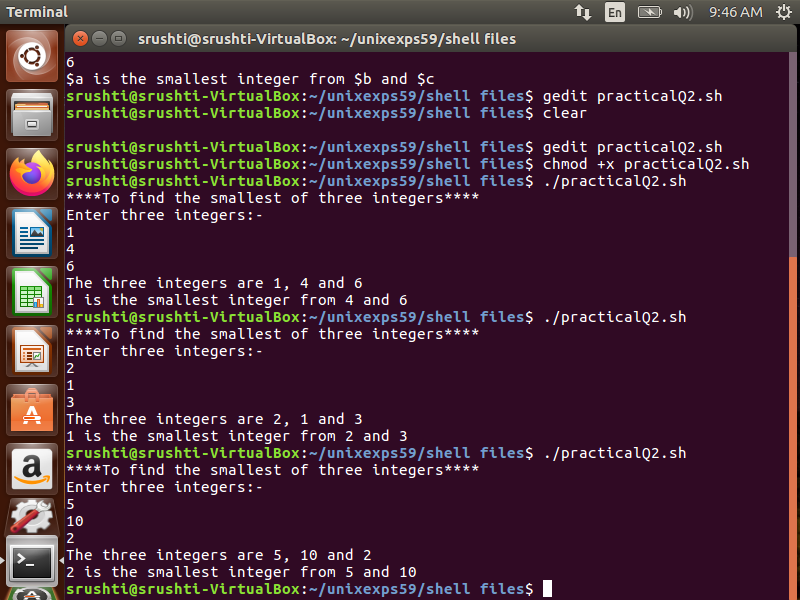 Terminal
En
9:46 AM
srushti@srushti-VirtualBox: ~/unixexps59/shell files
6
$a is the smallest integer from $b and $c
srushti@srushti-VirtualBox:~/unixexps59/shell files$ gedit practicalQ2.sh
srushti@srushti-VirtualBox:~/unixexps59/shell files$ clear
srushti@srushti-VirtualBox:~/unixexps59/shell files$ gedit practicalQ2.sh
srushti@srushti-VirtualBox:~/unixexps59/shell files$ chmod +x practicalQ2.sh
srushti@srushti-VirtualBox:~/unixexps59/shell files$ ./practicalQ2.sh
****To find the smallest of three integers****
Enter three integers:-
1
4
6
The three integers are 1, 4 and 6
1 is the smallest integer from 4 and 6
srushti@srushti-VirtualBox:~/unixexps59/shell files$ ./practicalQ2.sh
****To find the smallest of three integers****
Enter three integers:-
2
1
3
The three integers are 2, 1 and 3
1 is the smallest integer from 2 and 3
srushti@srushti-VirtualBox:~/unixexps59/shell files$ ./practicalQ2.sh
****To find the smallest of three integers****
Enter three integers:-
5
10
2
The three integers are 5, 10 and 2
2 is the smallest integer from 5 and 10
srushti@srushti-VirtualBox:~/unixexps59/shell files$